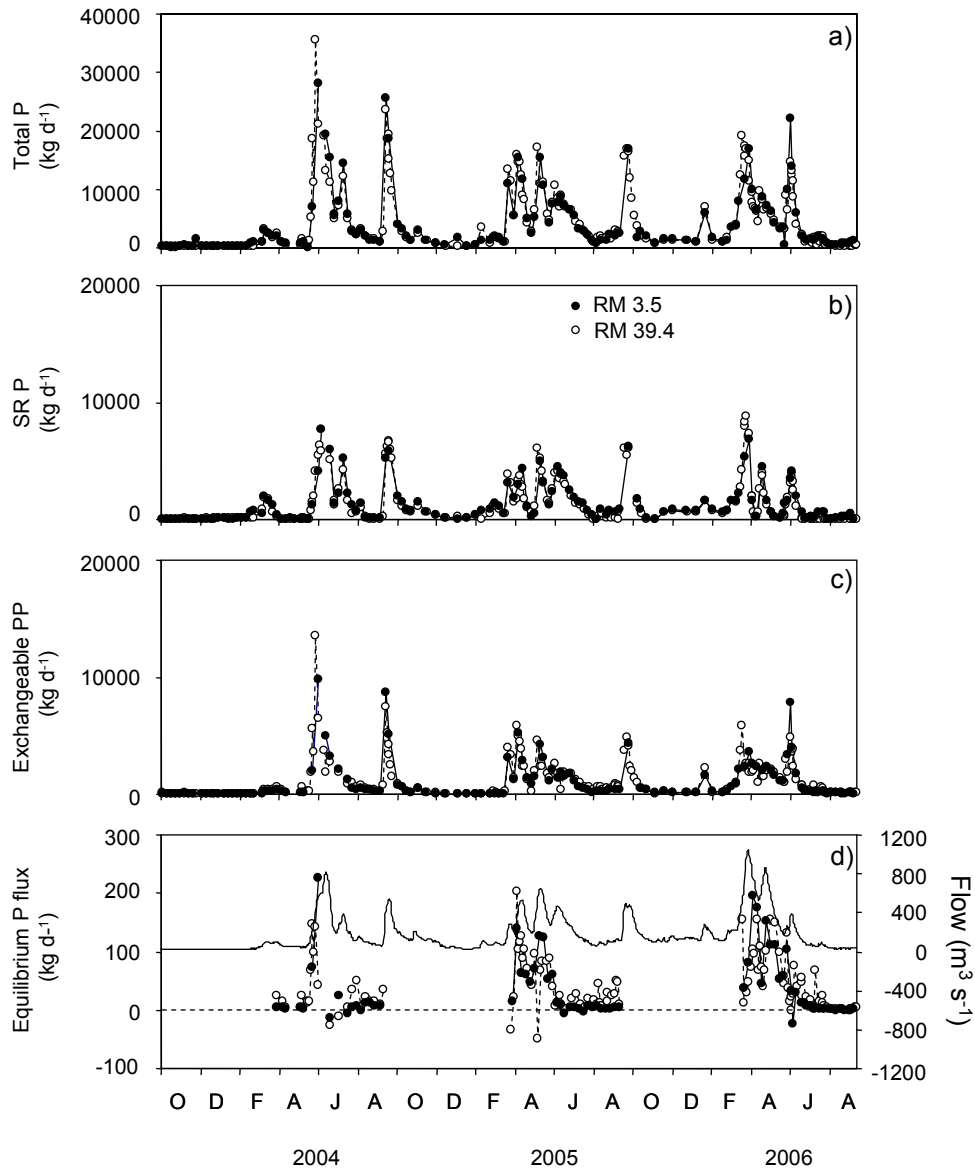 40000
a)
30000
20000
10000
0
Total P
(kg d-1)
20000
b)
RM 3.5
RM 39.4
10000
0
SR P
(kg d-1)
20000
c)
10000
0
Exchangeable PP
(kg d-1)
300
1200
d)
200
800
400
100
0
-400
0
-800
-100
-1200
Equilibrium P flux
(kg d-1)
Flow (m3 s-1)
O D F A J A O D F A J A O D F A J A
2004 2005 2006